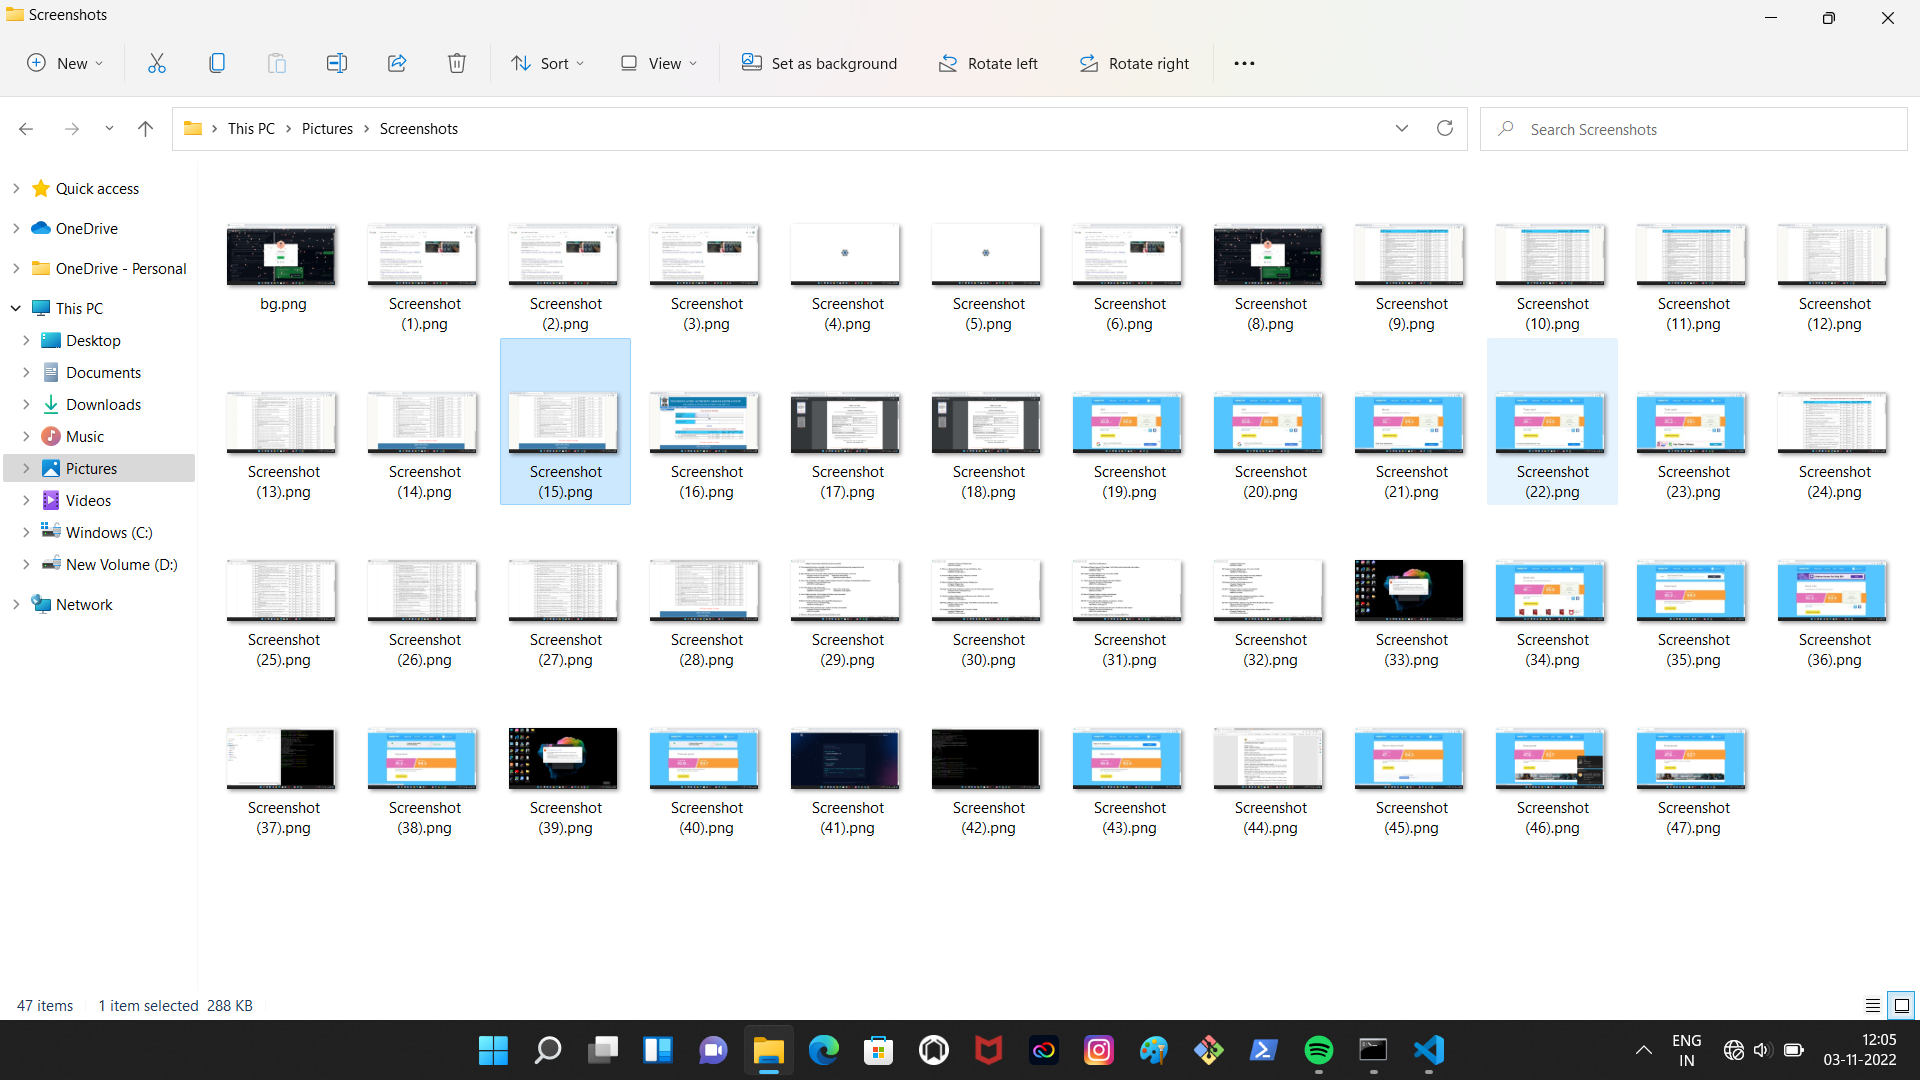 Screenshots
New
Sort
View
Set as background
Rotate left
Rotate right
This PC
Pictures
Screenshots
Search Screenshots
Quick access
OneDrive
OneDrive - Personal
This PC
Desktop
Documents
Downloads
Music
Pictures
Videos
Windows (C:)
New Volume (D:)
Network
bg.png
Screenshot
(1).png
Screenshot
(2).png
Screenshot
(3).png
Screenshot
(4).png
Screenshot
(5).png
Screenshot
(6).png
Screenshot
(8).png
Screenshot
(9).png
Screenshot
(10).png
Screenshot
(11).png
Screenshot
(12).png
Screenshot
(13).png
Screenshot
(14).png
Screenshot
(15).png
Screenshot
(16).png
Screenshot
(17).png
Screenshot
(18).png
Screenshot
(19).png
Screenshot
(20).png
Screenshot
(21).png
Screenshot
(22).png
Screenshot
(23).png
Screenshot
(24).png
Screenshot
(25).png
Screenshot
(26).png
Screenshot
(27).png
Screenshot
(28).png
Screenshot
(29).png
Screenshot
(30).png
Screenshot
(31).png
Screenshot
(32).png
Screenshot
(33).png
Screenshot
(34).png
Screenshot
(35).png
Screenshot
(36).png
Screenshot
(37).png
Screenshot
(38).png
Screenshot
(39).png
Screenshot
(40).png
Screenshot
(41).png
Screenshot
(42).png
Screenshot
(43).png
Screenshot
(44).png
Screenshot
(45).png
Screenshot
(46).png
Screenshot
(47).png
47 items
1 item selected 288 KB
ENG
IN
12:05
03-11-2022